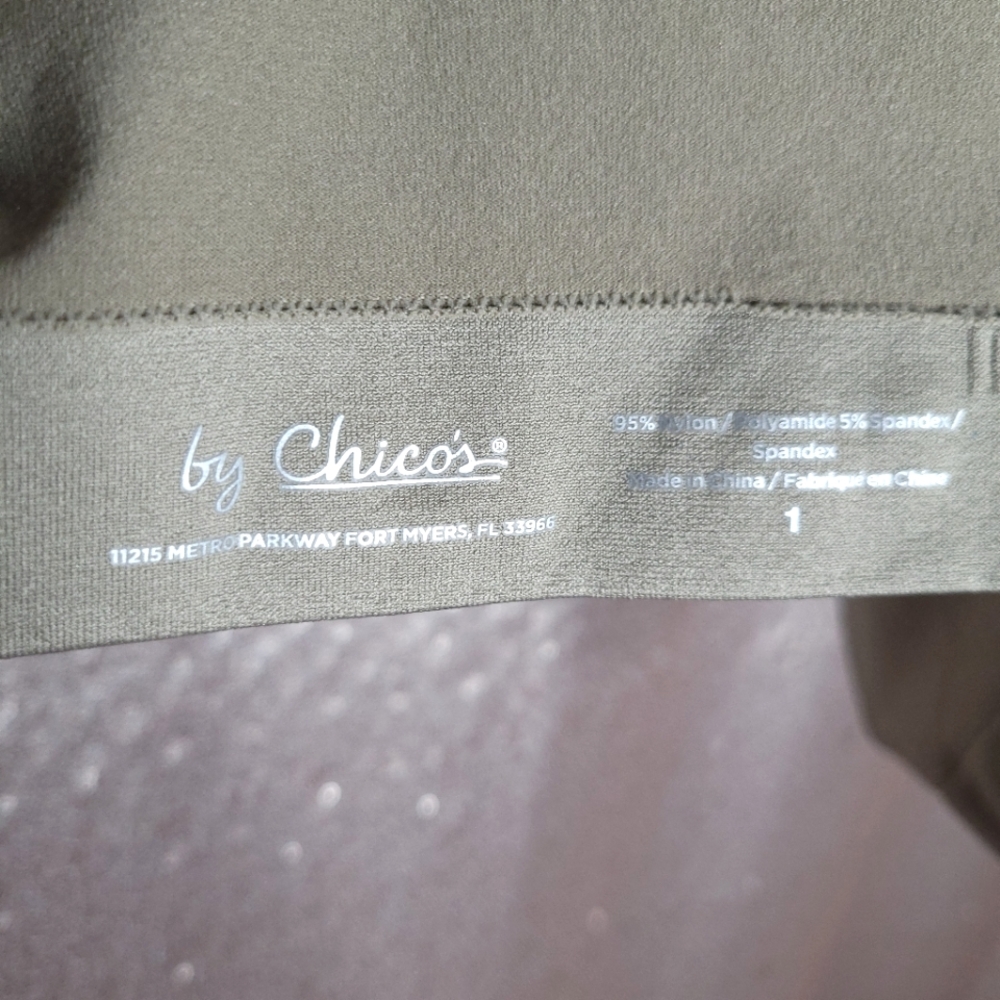 by Chico's®
11215 METRO PARKWAY FORT MYERS, FL 33966
95% Nylon / Polyamide 5% Spandex /
Spandex
Made in China / Fabriqué en Chine
1